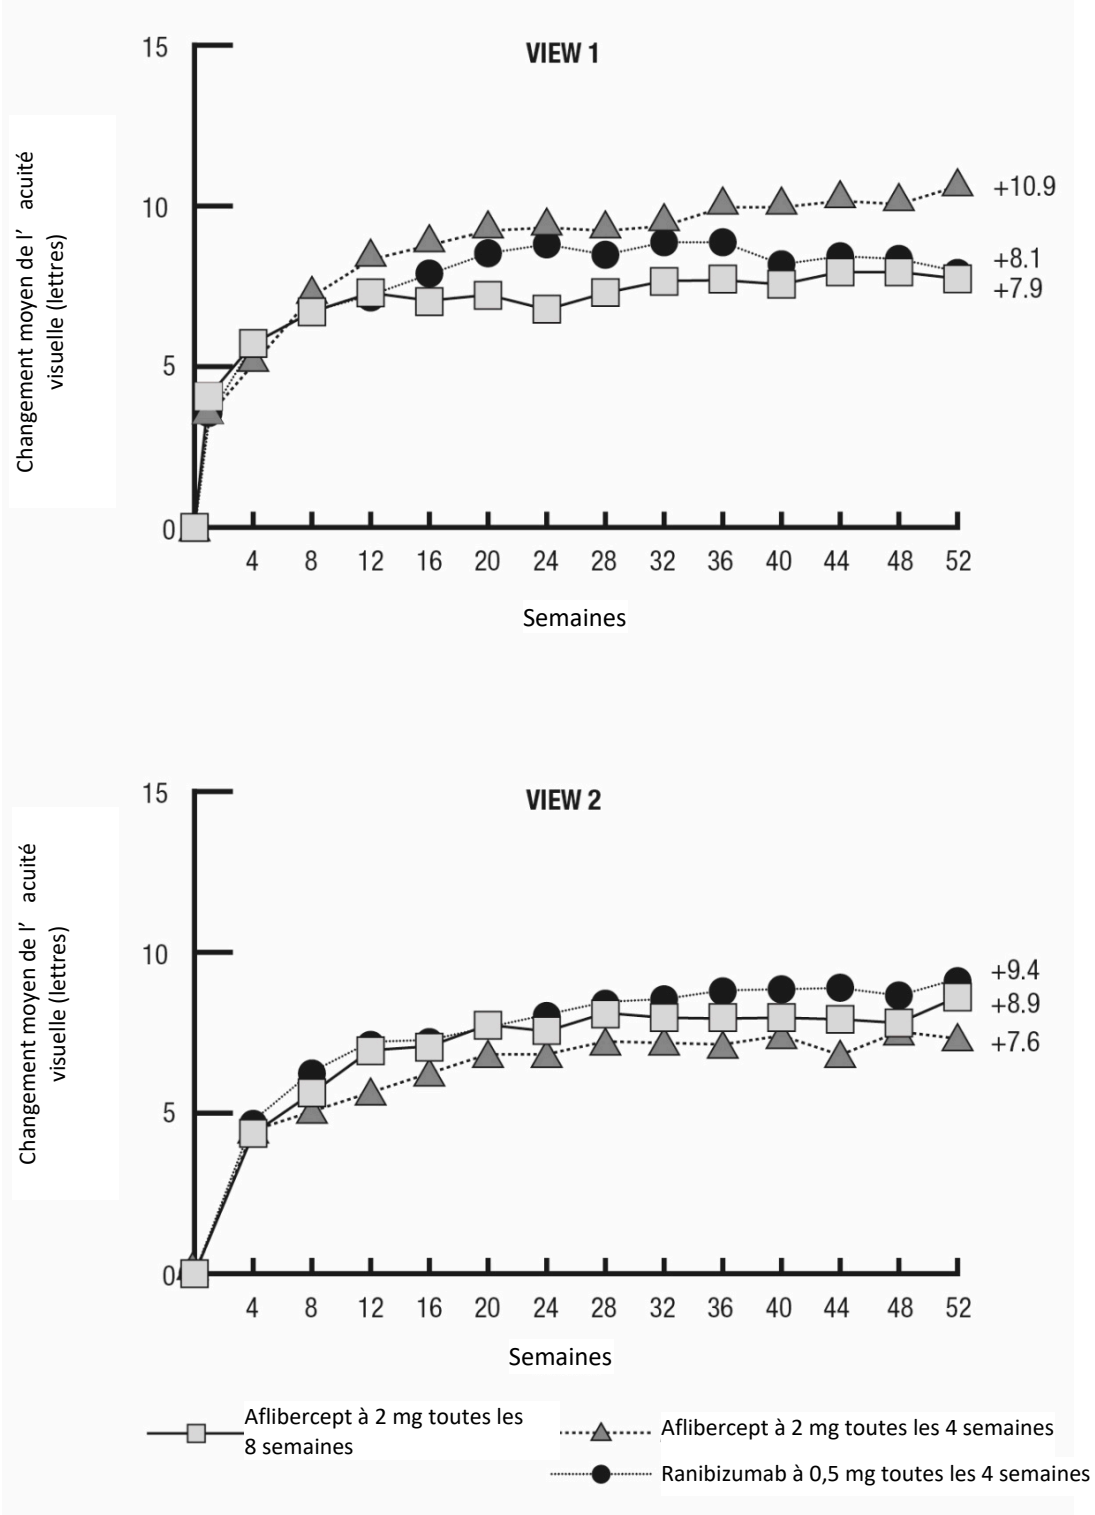 VIEW 1
15
10
5
0
Changement moyen de l’ acuité
visuelle (lettres)
+10.9
+8.1
+7.9
4 8 12 16 20 24 28 32 36 40 44 48 52
Semaines
VIEW 2
15
10
5
0
Changement moyen de l’ acuité
visuelle (lettres)
+9.4
+8.9
+7.6
4 8 12 16 20 24 28 32 36 40 44 48 52
Semaines
Aflibercept à 2 mg toutes les
8 semaines
Aflibercept à 2 mg toutes les 4 semaines
Ranibizumab à 0,5 mg toutes les 4 semaines